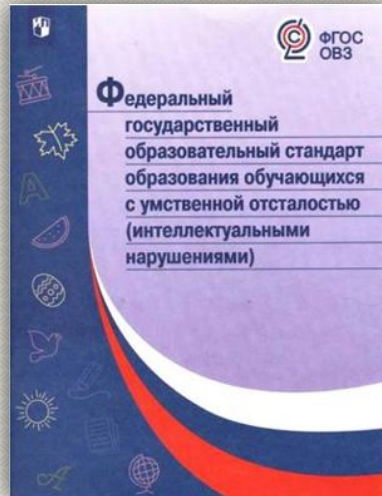 ФГОС
ОВЗ
Федеральный
государственный
образовательный стандарт
образования обучающихся
с умственной отсталостью
(интеллектуальными
нарушениями)